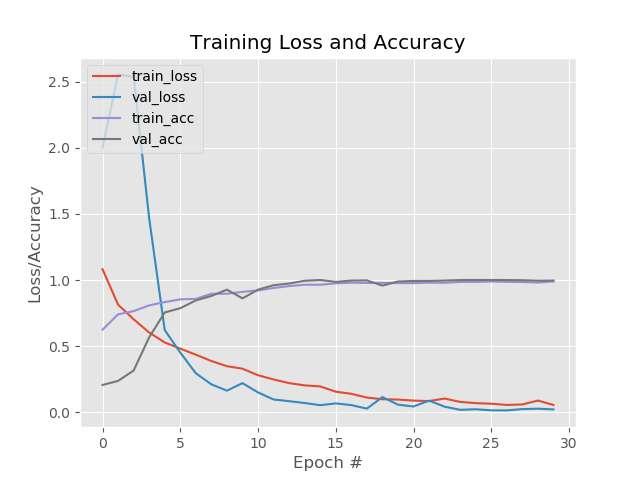 Training Loss and Accuracy
train_loss
val_loss
train_acc
val_acc
2.5
2.0
1.5
1.0
0.5
0.0
Loss/Accuracy
0 5 10 15 20 25 30
Epoch #